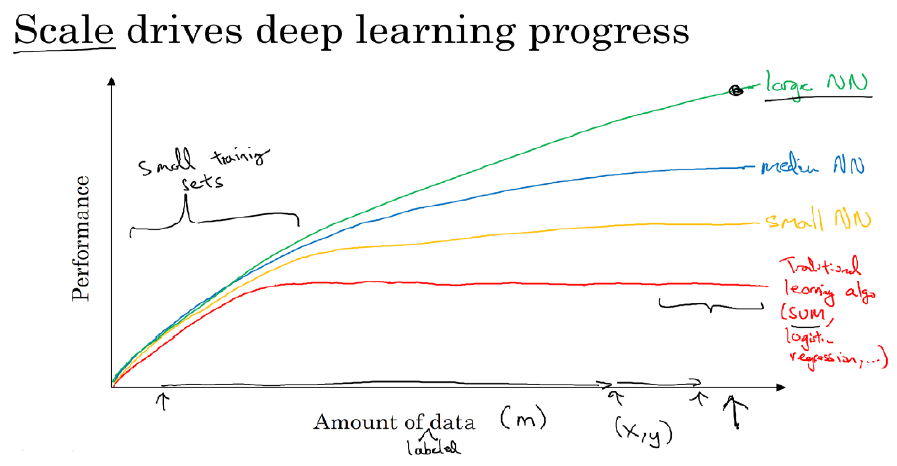 Scale drives deep learning progress
large NN
small training
sets
medium NN
small NN
Performance
Traditional
learning algo
(SVM,
logistic
regression,...)
Amount of data (m)
labeled
(x,y)